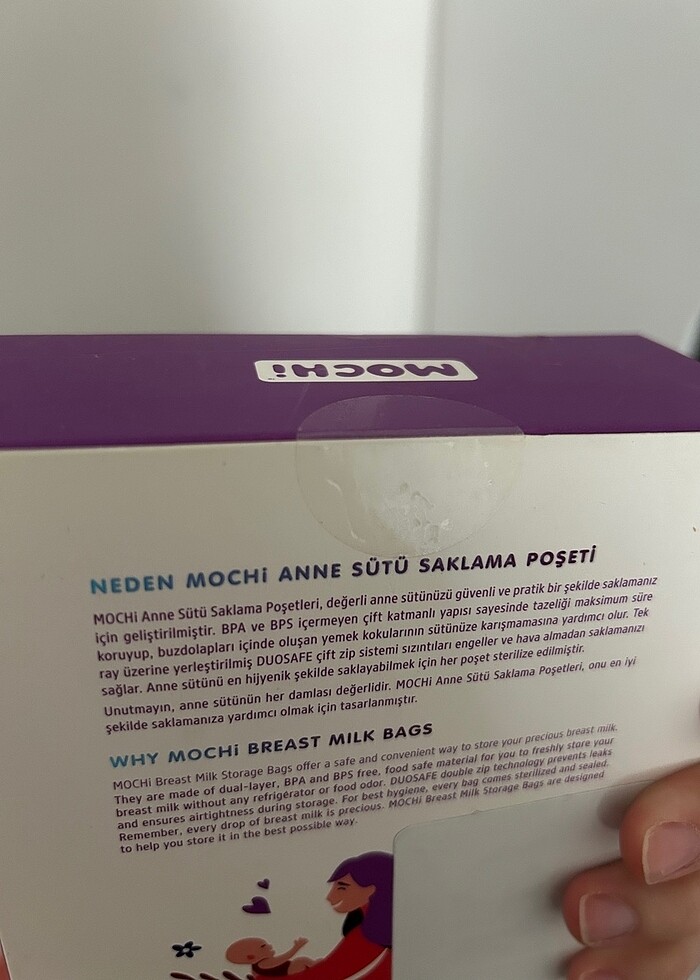 MOCHi
NEDEN MOCHi ANNE SÜTÜ SAKLAMA POŞETİ
MOCHi Anne Sütü Saklama Poşetleri, değerli anne sütünüzü güvenli ve pratik bir şekilde saklamanız
için geliştirilmiştir. BPA ve BPS içermeyen çift katmanlı yapısı sayesinde tazeliği maksimum süre
koruyup, buzdolapları içinde oluşan yemek kokularının sütünüze karışmamasına yardımcı olur. Tek
ray üzerine yerleştirilmiş DUOSAFE çift zip sistemi sızıntıları engeller ve hava almadan saklamanızı
sağlar. Anne sütünü en hijyenik şekilde saklayabilmek için her poşet sterilize edilmiştir.
Unutmayın, anne sütünün her damlası değerlidir. MOCHi Anne Sütü Saklama Poşetleri, onu en iyi
şekilde saklamanıza yardımcı olmak için tasarlanmıştır.
WHY MOCHi BREAST MILK BAGS
MOCHi Breast Milk Storage Bags offer a safe and convenient way to store your precious breast milk.
They are made of dual-layer, BPA and BPS free, food safe material for you to freshly store your
breast milk without any refrigerator or food odor. DUOSAFE double zip technology prevents leaks
and ensures airtightness during storage. For best hygiene, every bag comes sterilized and sealed.
Remember, every drop of breast milk is precious. MOCHi Breast Milk Storage Bags are designed
to help you store it in the best possible way.